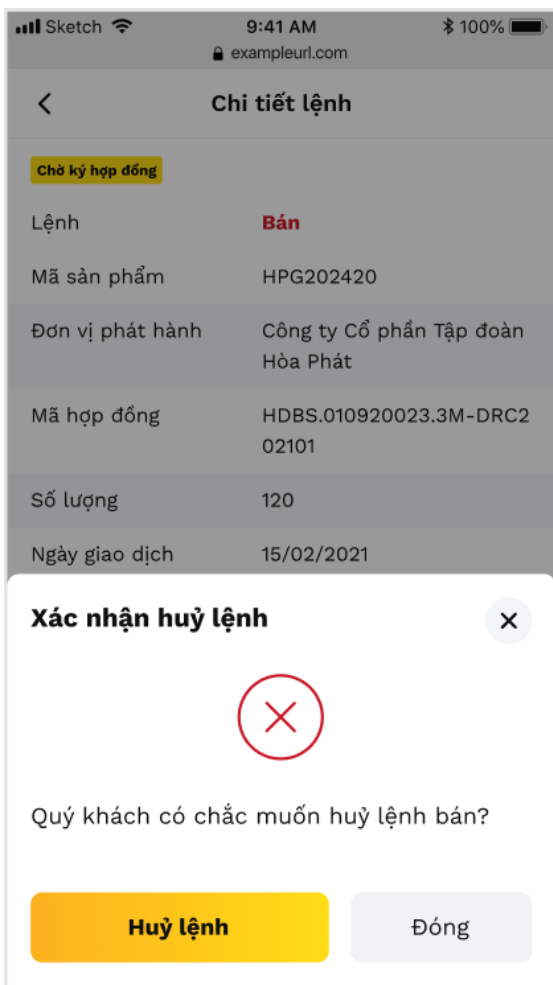 Sketch 9:41 AM 100%
exampleurl.com
Chi tiết lệnh
Chờ ký hợp đồng
Lệnh Bán
Mã sản phẩm HPG202420
Đơn vị phát hành Công ty Cổ phần Tập đoàn
Hòa Phát
Mã hợp đồng HDBS.010920023.3M-DRC2
02101
Số lượng 120
Ngày giao dịch 15/02/2021
Xác nhận huỷ lệnh
Quý khách có chắc muốn huỷ lệnh bán?
Huỷ lệnh Đóng